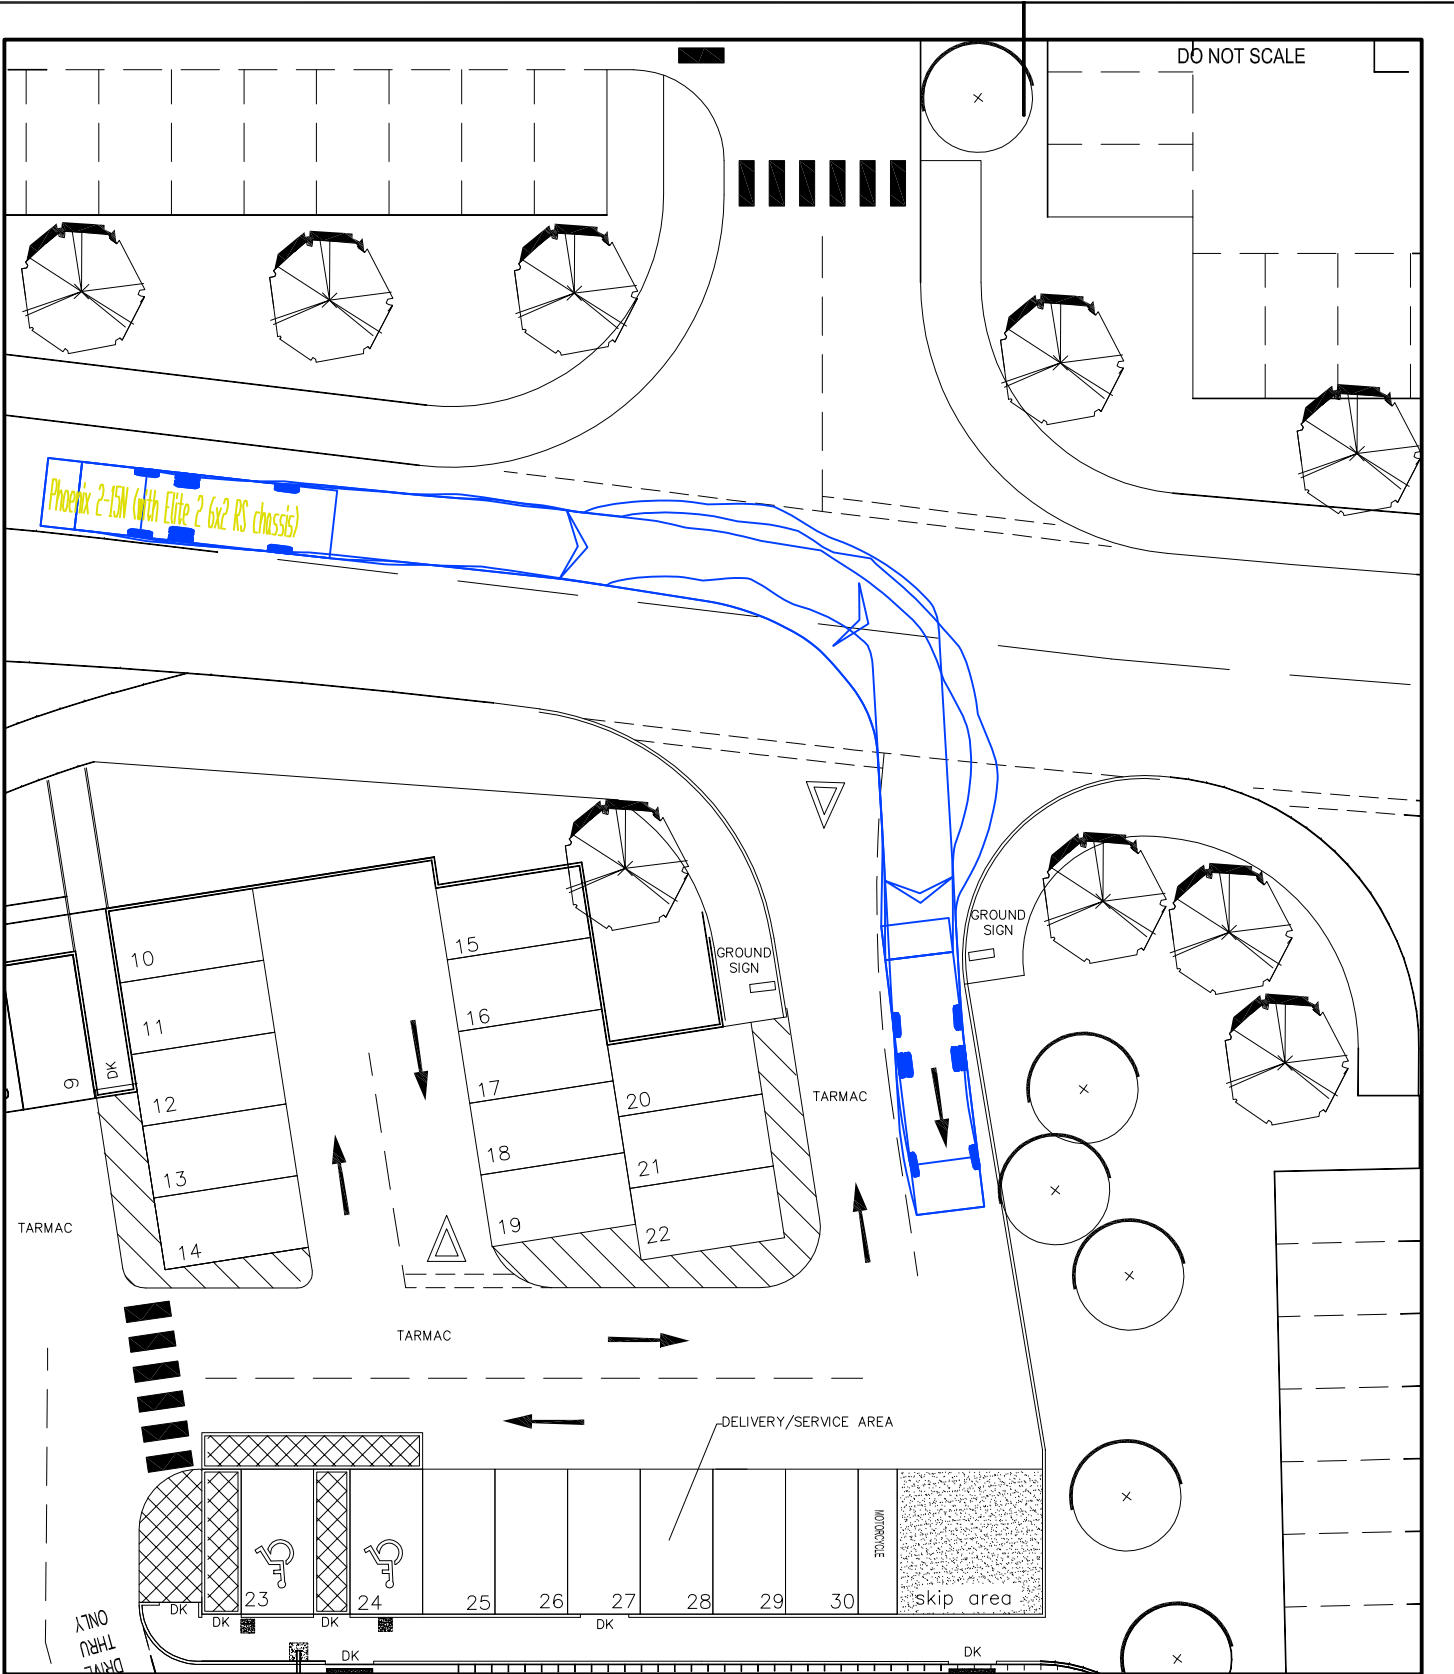 DO NOT SCALE
Phoenix 2-15N (with Elite 2 6x2 RS chassis)
GROUND
SIGN
GROUND
SIGN
10
15
11
16
9
DK
12
17
20
TARMAC
13
18
21
TARMAC
14
19
22
TARMAC
DELIVERY/SERVICE AREA
MOTORCYCLE
23
24
25
26
27
28
29
30
skip area
DK
DK
DK
DK
DK
DK
DRIVE
THRU
ONLY